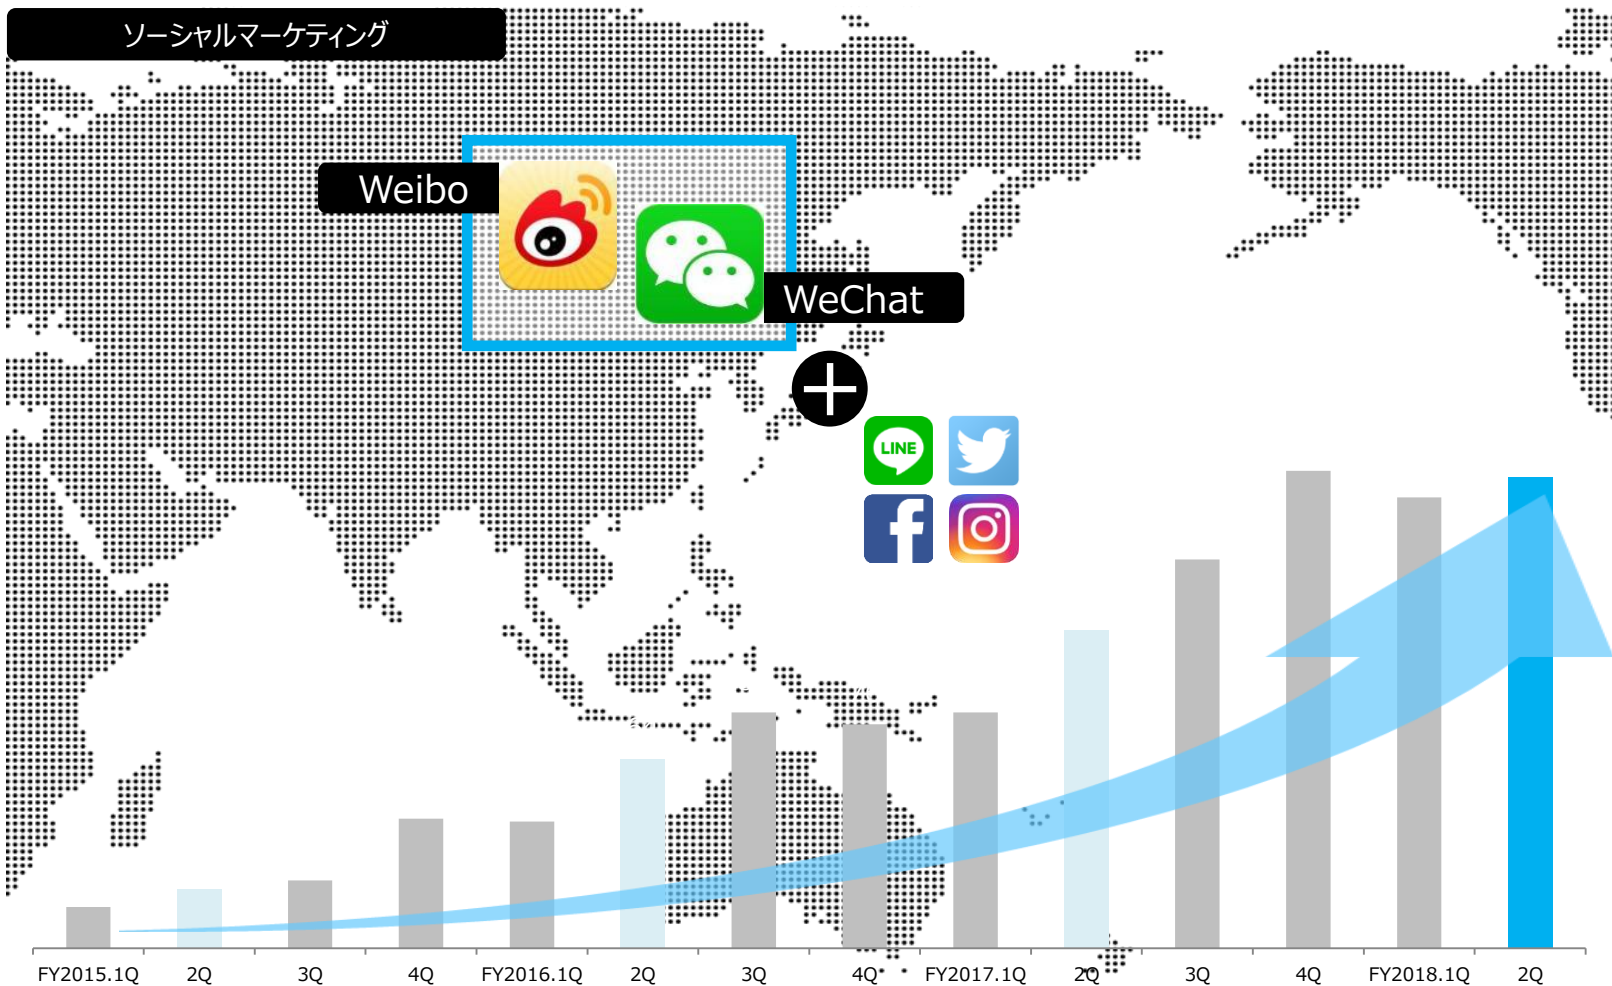 ソーシャルマーケティング
Weibo
WeChat
LINE
FY2015.1Q 2Q 3Q 4Q FY2016.1Q 2Q 3Q 4Q FY2017.1Q 2Q 3Q 4Q FY2018.1Q 2Q